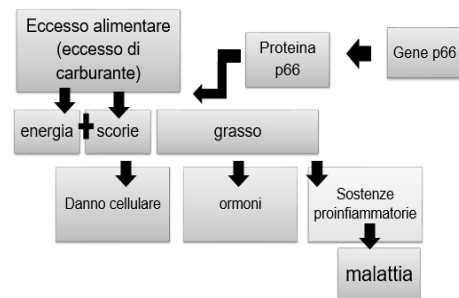 Eccesso alimentare
(eccesso di
carburante)
Proteina
p66
Gene p66
energia
+
scorie
grasso
Danno cellulare
ormoni
Sostenze
proinfiammatorie
malattia